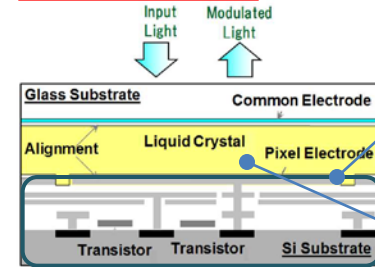 Input Modulated
Light Light
Glass Substrate
Common Electrode
Liquid Crystal
Alignment
Pixel Electrode
Transistor Transistor Si Substrate